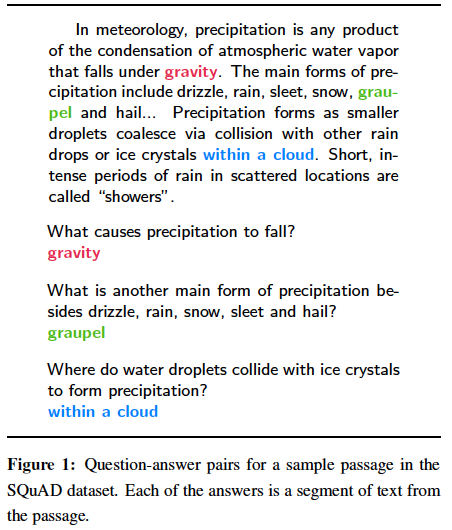 In meteorology, precipitation is any product
of the condensation of atmospheric water vapor
that falls under gravity. The main forms of pre-
cipitation include drizzle, rain, sleet, snow, grau-
pel and hail... Precipitation forms as smaller
droplets coalesce via collision with other rain
drops or ice crystals within a cloud. Short, in-
tense periods of rain in scattered locations are
called “showers”.
What causes precipitation to fall?
gravity
What is another main form of precipitation be-
sides drizzle, rain, snow, sleet and hail?
graupel
Where do water droplets collide with ice crystals
to form precipitation?
within a cloud
Figure 1: Question-answer pairs for a sample passage in the
SQuAD dataset. Each of the answers is a segment of text from
the passage.